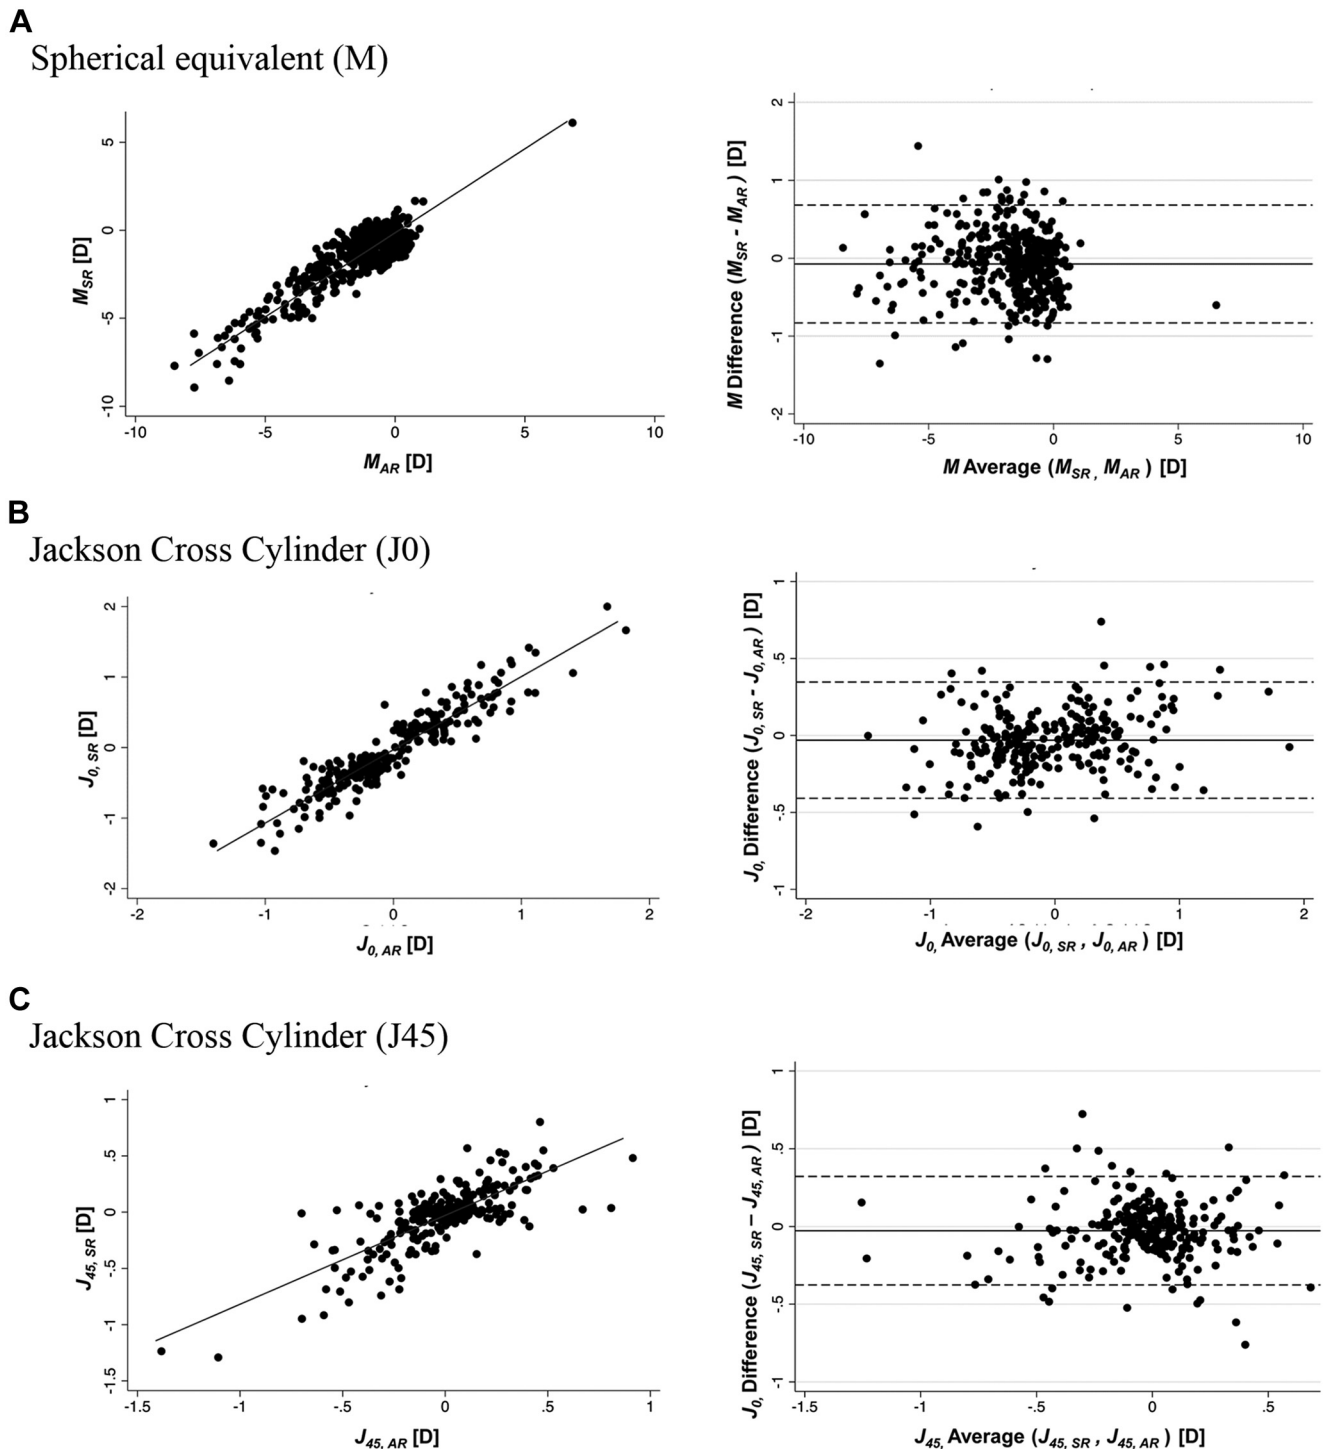 A
Spherical equivalent (M)
5
0
-5
-10
M_SR [D]
-10 -5 0 5 10
M_AR [D]
2
1
0
-1
-2
M Difference (M_SR - M_AR) [D]
-10 -5 0 5 10
M Average (M_SR, M_AR) [D]
B
Jackson Cross Cylinder (J0)
2
1
0
-1
-2
J_0, SR [D]
-2 -1 0 1 2
J_0, AR [D]
1
.5
0
-.5
-1
J_0, Difference (J_0, SR - J_0, AR) [D]
-2 -1 0 1 2
J_0, Average (J_0, SR, J_0, AR) [D]
C
Jackson Cross Cylinder (J45)
1
.5
0
-.5
-1
-1.5
J_45, SR [D]
-1.5 -1 -.5 0 .5 1
J_45, AR [D]
1
.5
0
-.5
-1
J_0, Difference (J_45, SR – J_45, AR) [D]
-1.5 -1 -.5 0 .5
J_45, Average (J_45, SR, J_45, AR) [D]